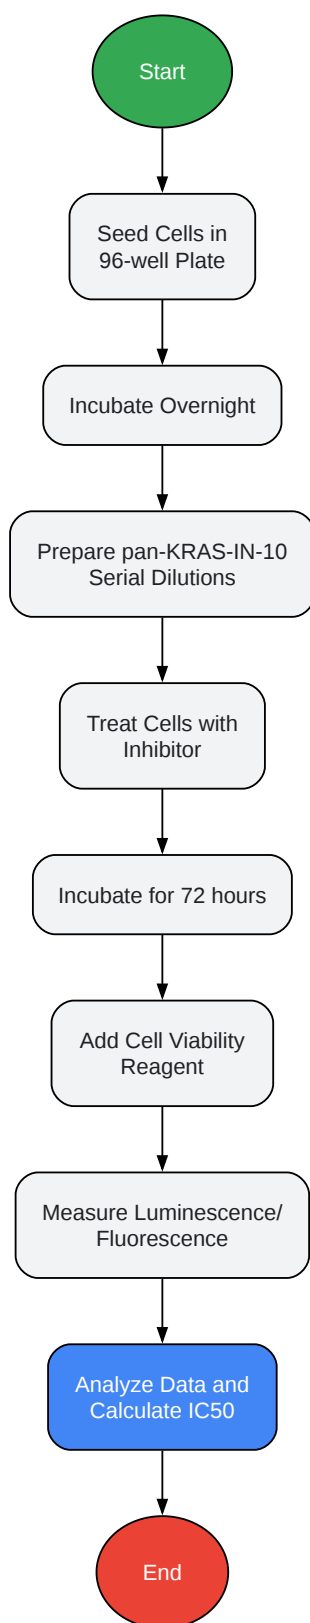 Start
Seed Cells in
96-well Plate
Incubate Overnight
Prepare pan-KRAS-IN-10
Serial Dilutions
Treat Cells with
Inhibitor
Incubate for 72 hours
Add Cell Viability
Reagent
Measure Luminescence/
Fluorescence
Analyze Data and
Calculate IC50
End